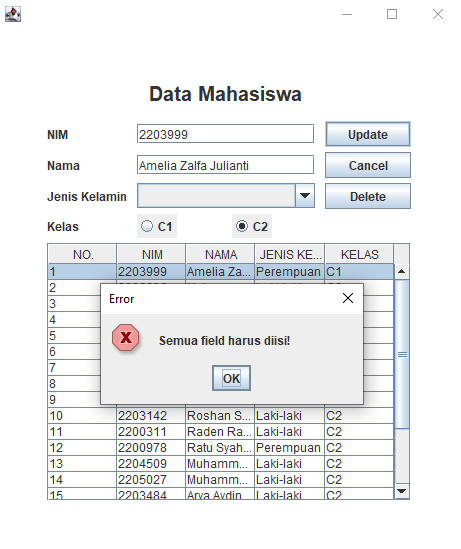 Data Mahasiswa
NIM 2203999 Update
Nama Amelia Zalfa Julianti Cancel
Jenis Kelamin Delete
Kelas C1 C2
NO. NIM NAMA JENIS KE... KELAS
1 2203999 Amelia Za... Perempuan C1
2
3
4
5
6
7
8
9
Error
Semua field harus diisi!
OK
10 2203142 Roshan S... Laki-laki C2
11 2200311 Raden Ra... Laki-laki C2
12 2200978 Ratu Syah... Perempuan C2
13 2204509 Muhamm... Laki-laki C2
14 2205027 Muhamm... Laki-laki C2
15 2203484 Arya Aydin Laki-laki C2